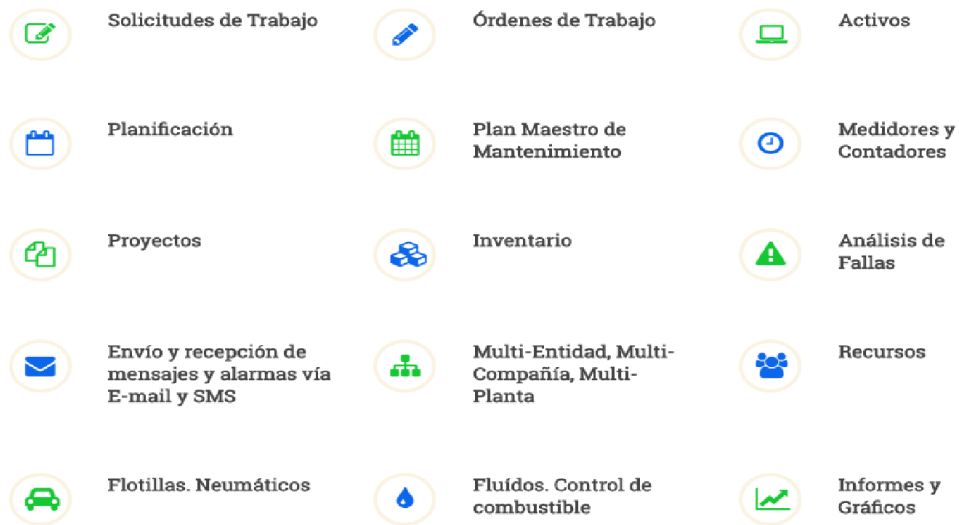 Solicitudes de Trabajo
Órdenes de Trabajo
Activos
Planificación
Plan Maestro de
Mantenimiento
Medidores y
Contadores
Proyectos
Inventario
Análisis de
Fallas
Envío y recepción de
mensajes y alarmas vía
E-mail y SMS
Multi-Entidad, Multi-
Compañía, Multi-
Planta
Recursos
Flotillas. Neumáticos
Fluídos. Control de
combustible
Informes y
Gráficos